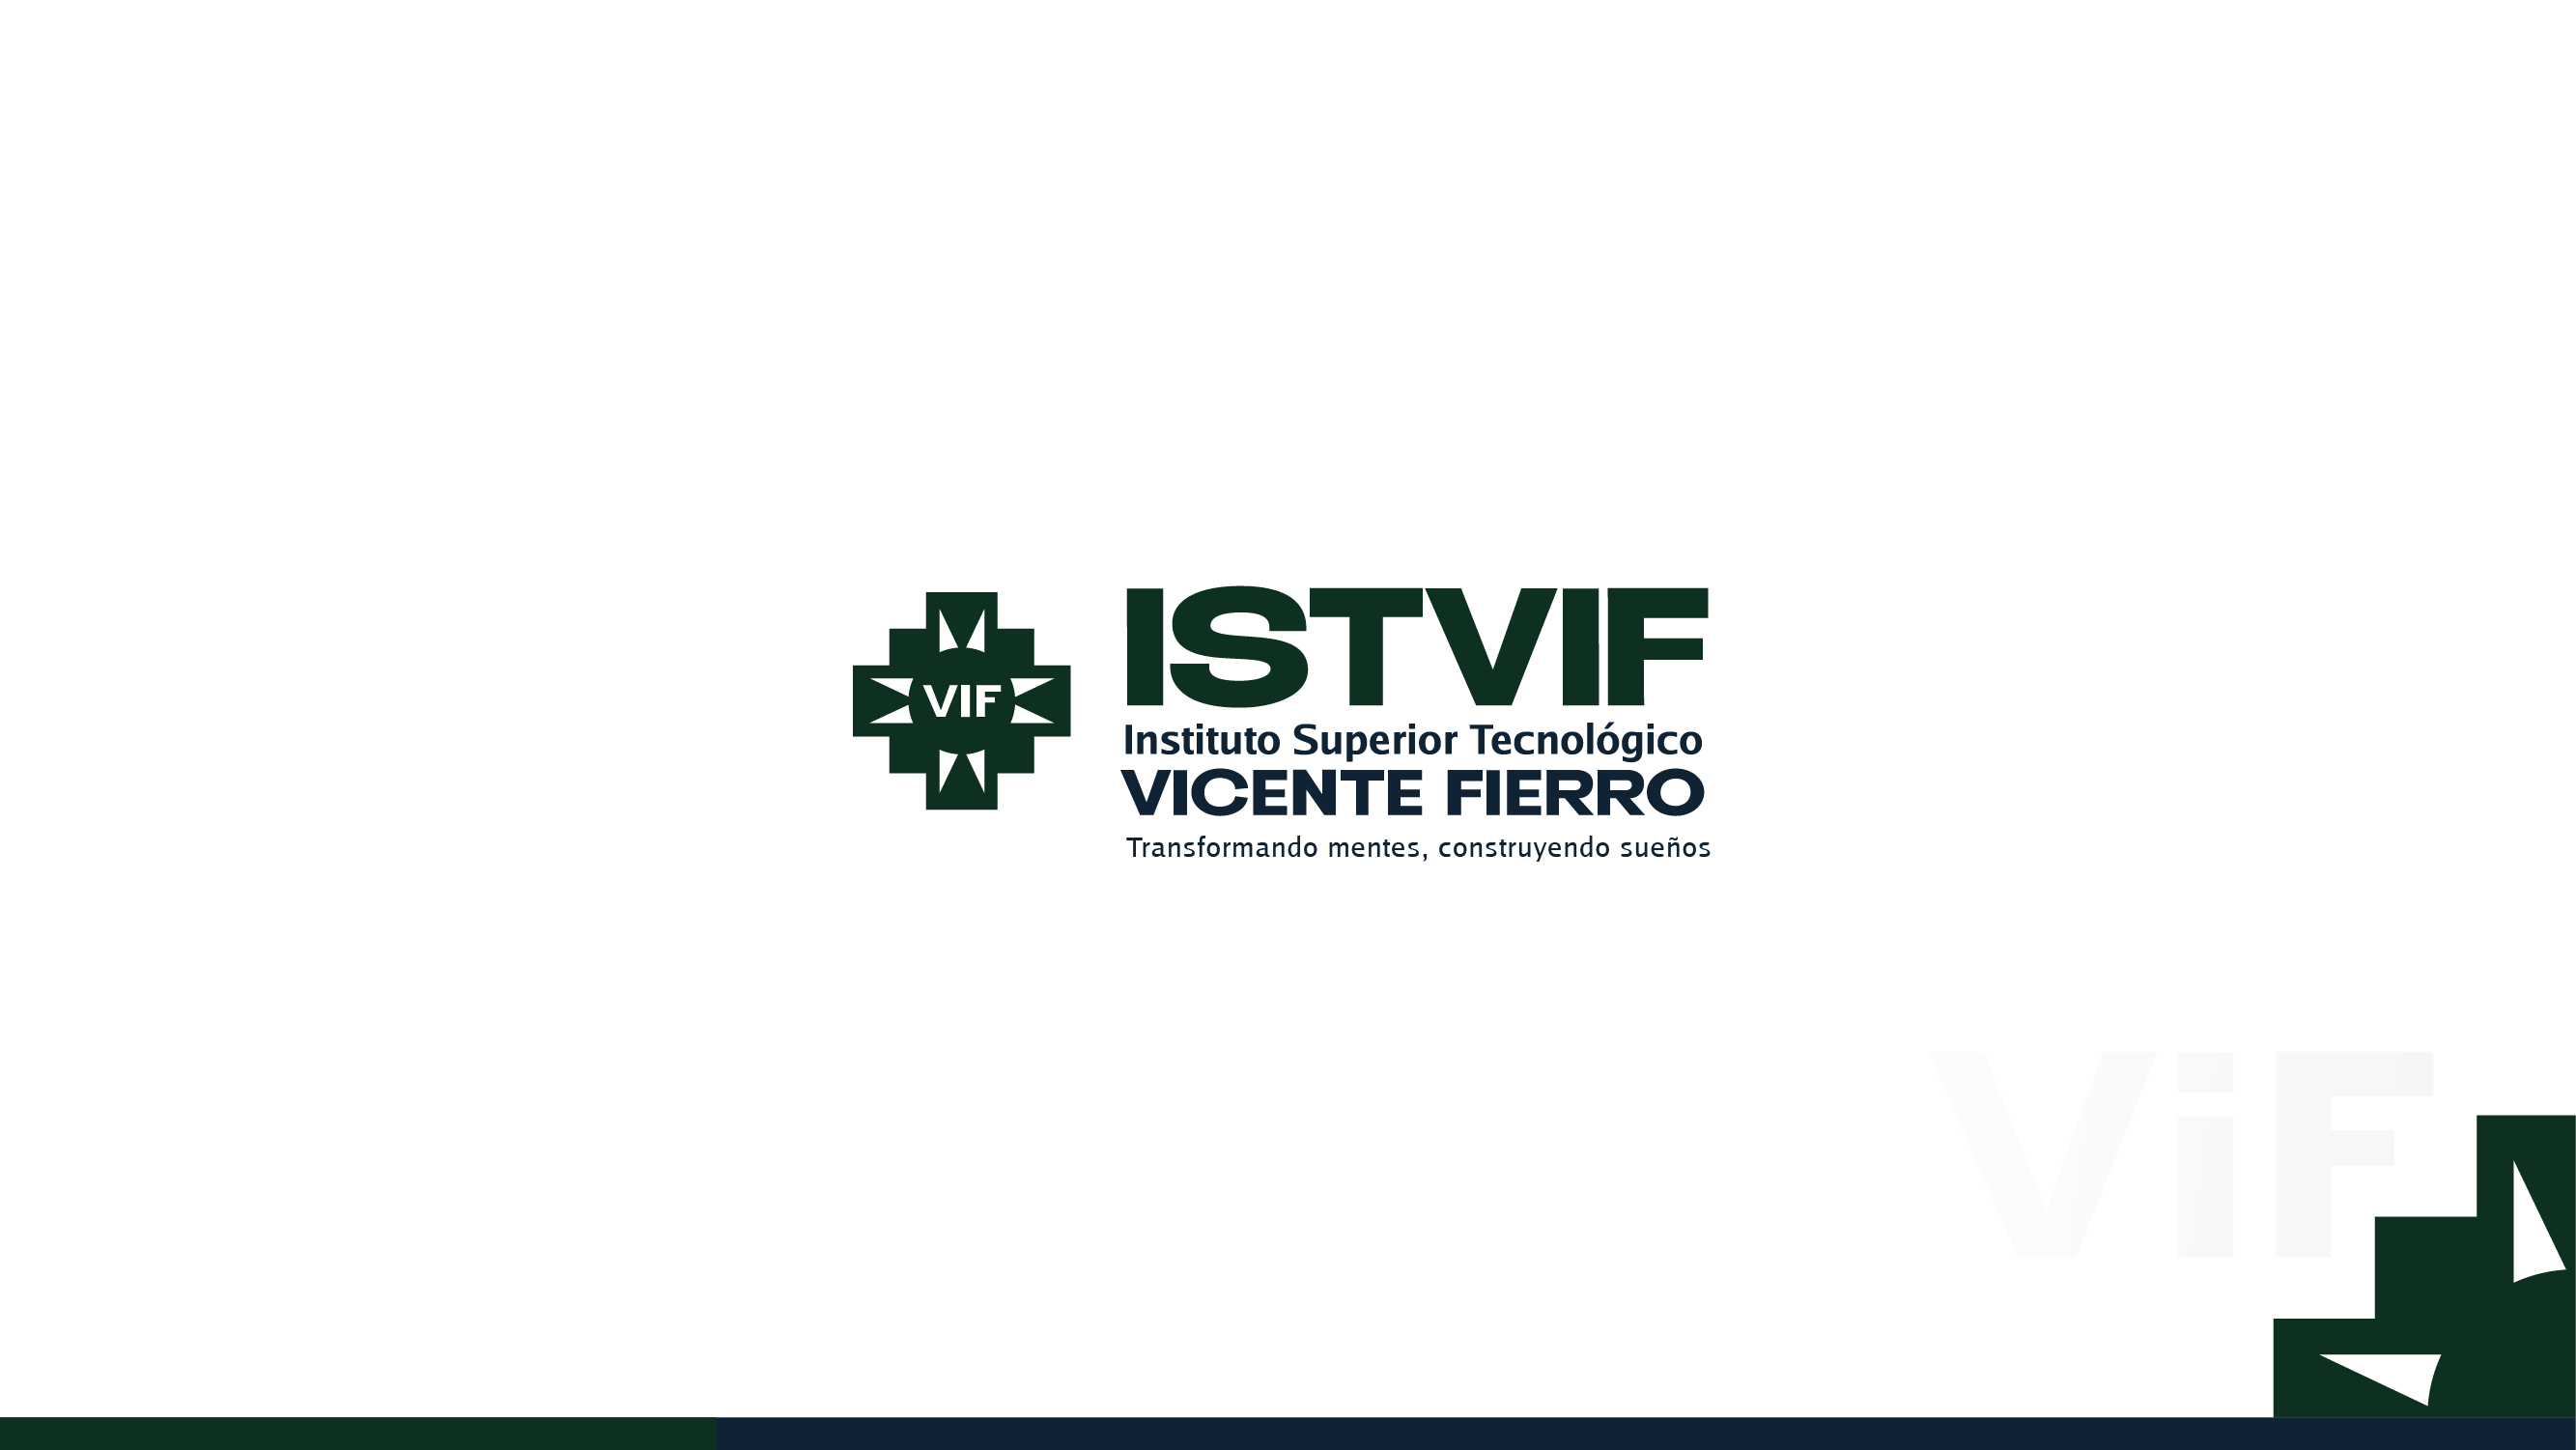 VIF
ISTVIF
Instituto Superior Tecnológico
VICENTE FIERRO
Transformando mentes, construyendo sueños
ViF